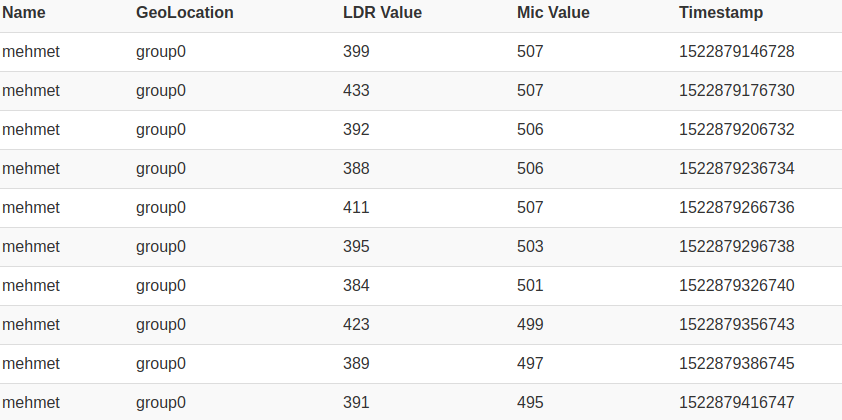 Name GeoLocation LDR Value Mic Value Timestamp
mehmet group0 399 507 1522879146728
mehmet group0 433 507 1522879176730
mehmet group0 392 506 1522879206732
mehmet group0 388 506 1522879236734
mehmet group0 411 507 1522879266736
mehmet group0 395 503 1522879296738
mehmet group0 384 501 1522879326740
mehmet group0 423 499 1522879356743
mehmet group0 389 497 1522879386745
mehmet group0 391 495 1522879416747